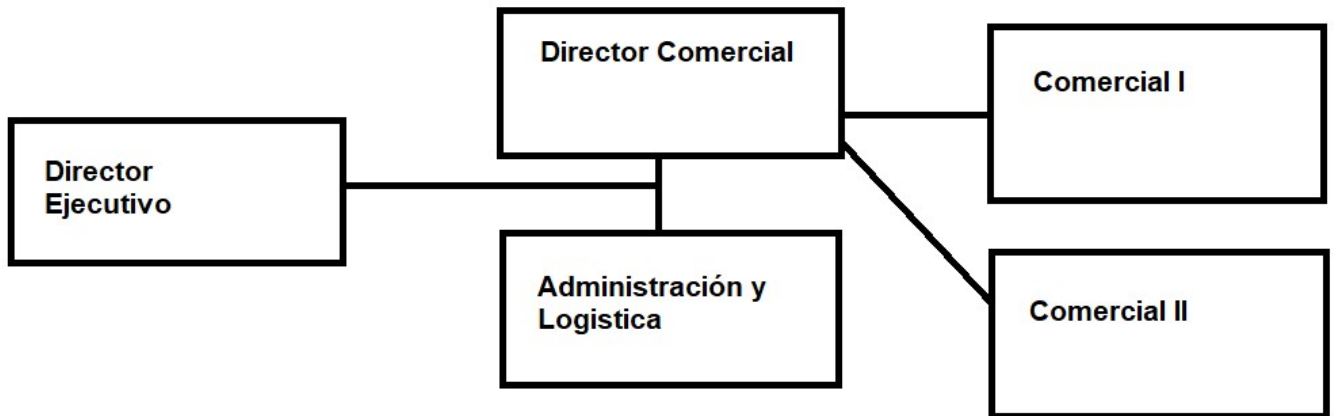 Director Comercial
Comercial I
Director
Ejecutivo
Administración y
Logistica
Comercial II